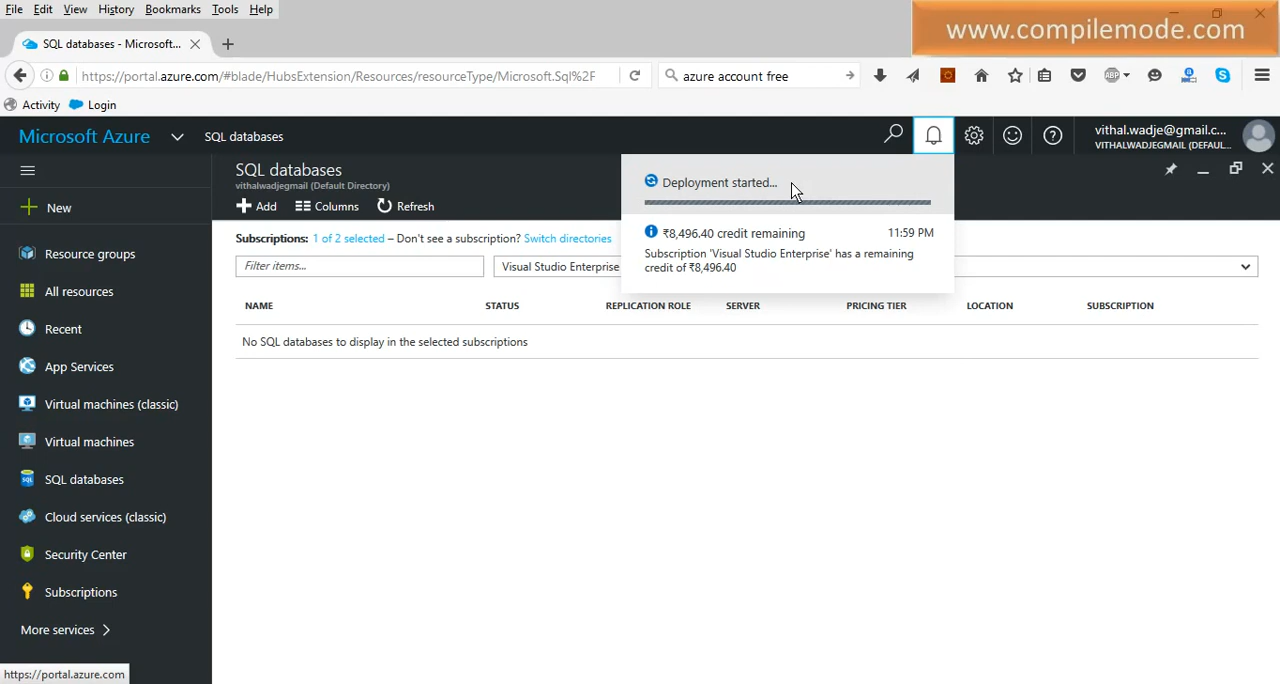 File Edit View History Bookmarks Tools Help
www.compilemode.com
SQL databases - Microsoft...
https://portal.azure.com/#blade/HubsExtension/Resources/resourceType/Microsoft.Sql%2F
azure account free
ABP
Activity Login
Microsoft Azure SQL databases
vithal.wadje@gmail.c...
VITHALWADJEGMAIL (DEFAUL...
SQL databases
vithalwadjegmail (Default Directory)
Add Columns Refresh
Deployment started...
₹8,496.40 credit remaining 11:59 PM
Subscription 'Visual Studio Enterprise' has a remaining
credit of ₹8,496.40
Subscriptions: 1 of 2 selected – Don't see a subscription? Switch directories
Filter items... Visual Studio Enterprise
NAME STATUS REPLICATION ROLE SERVER PRICING TIER LOCATION SUBSCRIPTION
No SQL databases to display in the selected subscriptions
New
Resource groups
All resources
Recent
App Services
Virtual machines (classic)
Virtual machines
SQL
SQL databases
Cloud services (classic)
Security Center
Subscriptions
More services
https://portal.azure.com